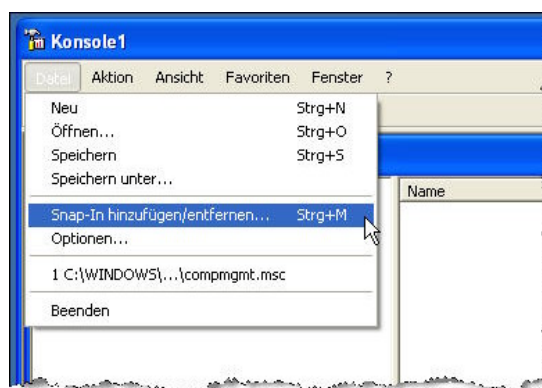 Konsole1
Datei Aktion Ansicht Favoriten Fenster ?
Neu Strg+N
Öffnen... Strg+O
Speichern Strg+S
Speichern unter...
Name
Snap-In hinzufügen/entfernen... Strg+M
Optionen...
1 C:\WINDOWS\...\compmgmt.msc
Beenden